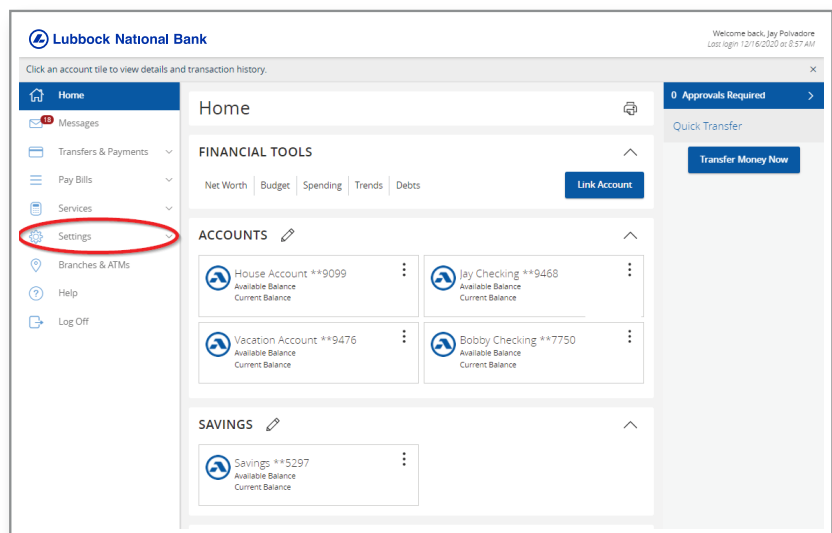 Lubbock National Bank
Welcome back, Jay Polvadore
Last login 12/16/2020 at 8:57 AM
Click an account tile to view details and transaction history.
Home
18
Messages
Transfers & Payments
Pay Bills
Services
Settings
Branches & ATMs
Help
Log Off
Home
FINANCIAL TOOLS
Net Worth
Budget
Spending
Trends
Debts
Link Account
ACCOUNTS
House Account **9099
Available Balance
Current Balance
Jay Checking **9468
Available Balance
Current Balance
Vacation Account **9476
Available Balance
Current Balance
Bobby Checking **7750
Available Balance
Current Balance
SAVINGS
Savings **5297
Available Balance
Current Balance
0 Approvals Required
Quick Transfer
Transfer Money Now